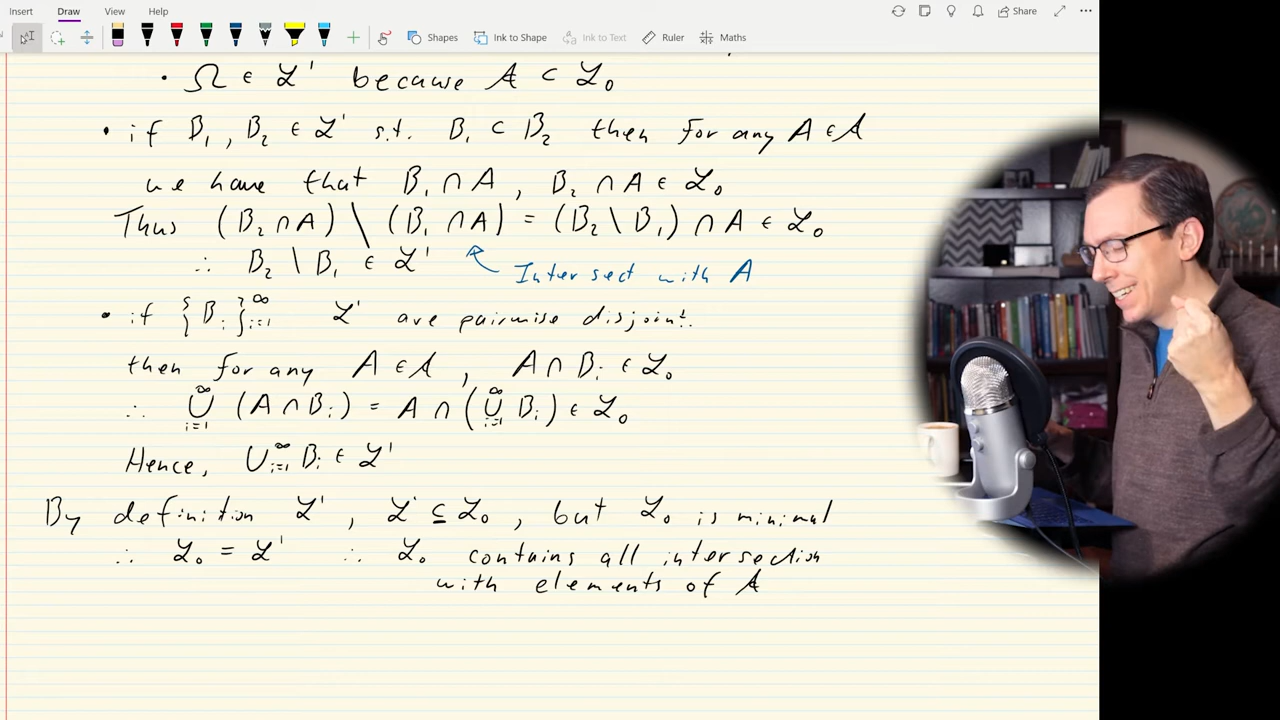 Insert Draw View Help Share
Shapes Ink to Shape Ink to Text Ruler Maths
• Ω ∈ ℒ' because 𝒜 ⊂ ℒ₀
• if B₁, B₂ ∈ ℒ' s.t. B₁ ⊂ B₂ then for any A ∈ 𝒜
we have that B₁ ∩ A, B₂ ∩ A ∈ ℒ₀
Thus (B₂ ∩ A) \ (B₁ ∩ A) = (B₂ \ B₁) ∩ A ∈ ℒ₀
∴ B₂ \ B₁ ∈ ℒ'
Intersect with A
• if {Bᵢ}ᵢ₌₁^∞ ℒ' are pairwise disjoint.
then for any A ∈ 𝒜, A ∩ Bᵢ ∈ ℒ₀
∴ ∪ᵢ₌₁^∞ (A ∩ Bᵢ) = A ∩ (∪ᵢ₌₁^∞ Bᵢ) ∈ ℒ₀
Hence, ∪ᵢ₌₁^∞ Bᵢ ∈ ℒ'
By definition ℒ', ℒ' ⊆ ℒ₀, but ℒ₀ is minimal
∴ ℒ₀ = ℒ' ∴ ℒ₀ contains all intersection
with elements of 𝒜